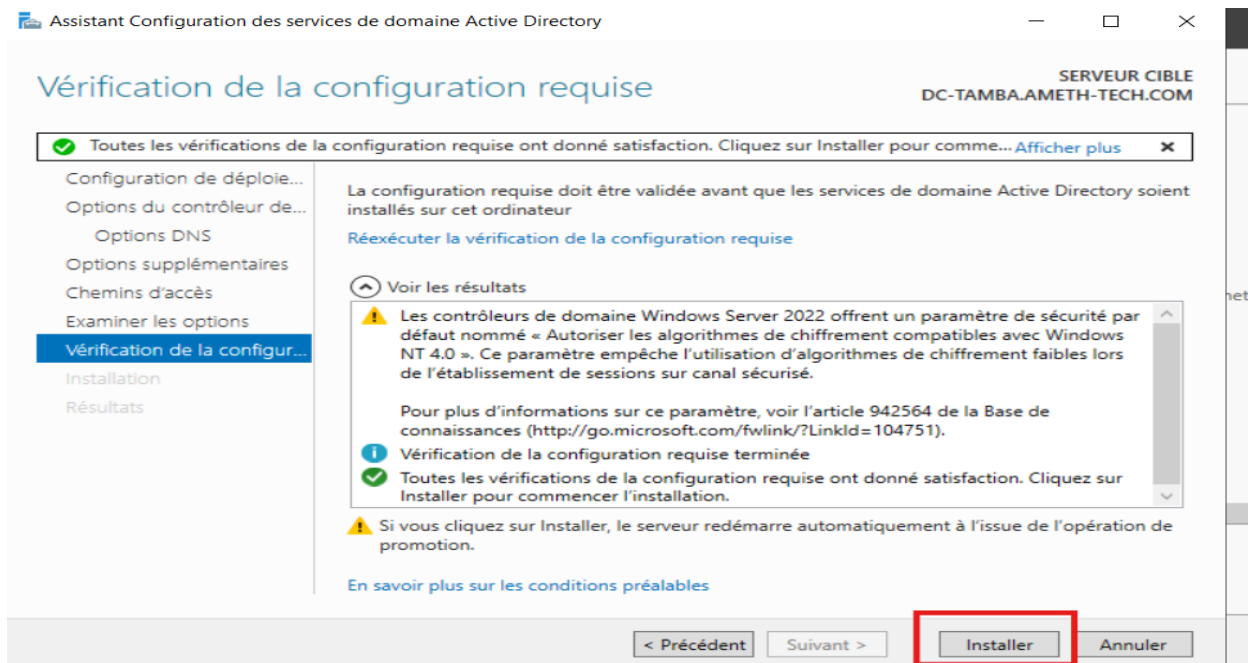 Assistant Configuration des services de domaine Active Directory
Vérification de la configuration requise
SERVEUR CIBLE
DC-TAMBA.AMETH-TECH.COM
Toutes les vérifications de la configuration requise ont donné satisfaction. Cliquez sur Installer pour comme... Afficher plus
Configuration de déploie...
Options du contrôleur de...
Options DNS
Options supplémentaires
Chemins d'accès
Examiner les options
Vérification de la configur...
Installation
Résultats
La configuration requise doit être validée avant que les services de domaine Active Directory soient
installés sur cet ordinateur
Réexécuter la vérification de la configuration requise
Voir les résultats
Les contrôleurs de domaine Windows Server 2022 offrent un paramètre de sécurité par
défaut nommé « Autoriser les algorithmes de chiffrement compatibles avec Windows
NT 4.0 ». Ce paramètre empêche l'utilisation d'algorithmes de chiffrement faibles lors
de l'établissement de sessions sur canal sécurisé.
Pour plus d'informations sur ce paramètre, voir l'article 942564 de la Base de
connaissances (http://go.microsoft.com/fwlink/?LinkId=104751).
Vérification de la configuration requise terminée
Toutes les vérifications de la configuration requise ont donné satisfaction. Cliquez sur
Installer pour commencer l'installation.
Si vous cliquez sur Installer, le serveur redémarre automatiquement à l'issue de l'opération de
promotion.
En savoir plus sur les conditions préalables
< Précédent
Suivant >
Installer
Annuler